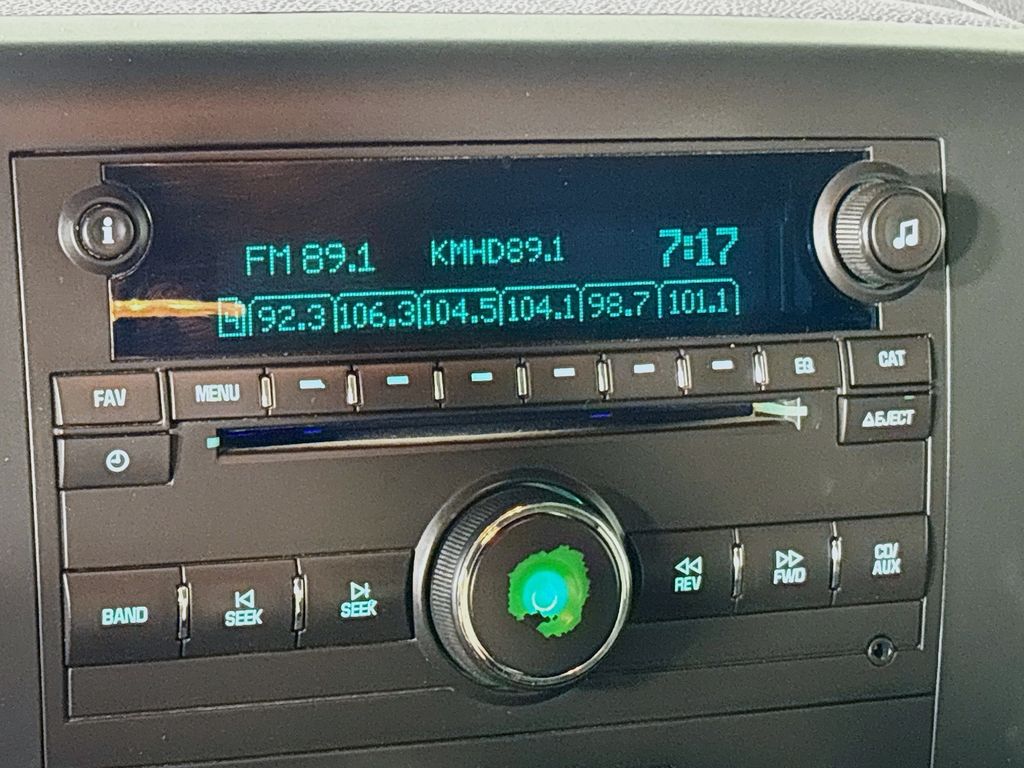 FM 89.1 KMHD89.1 7:17
4 92.3 106.3 104.5 104.1 98.7 101.1
FAV MENU EQ CAT
EJECT
BAND SEEK SEEK REV FWD CD/
AUX